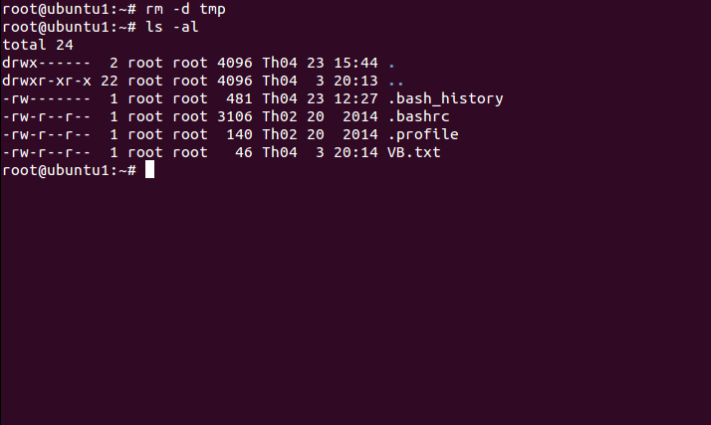 root@ubuntu1:~# rm -d tmp
root@ubuntu1:~# ls -al
total 24
drwx------  2 root root 4096 Th04 23 15:44 .
drwxr-xr-x 22 root root 4096 Th04  3 20:13 ..
-rw-------  1 root root  481 Th04 23 12:27 .bash_history
-rw-r--r--  1 root root 3106 Th02 20  2014 .bashrc
-rw-r--r--  1 root root  140 Th02 20  2014 .profile
-rw-r--r--  1 root root   46 Th04  3 20:14 VB.txt
root@ubuntu1:~#